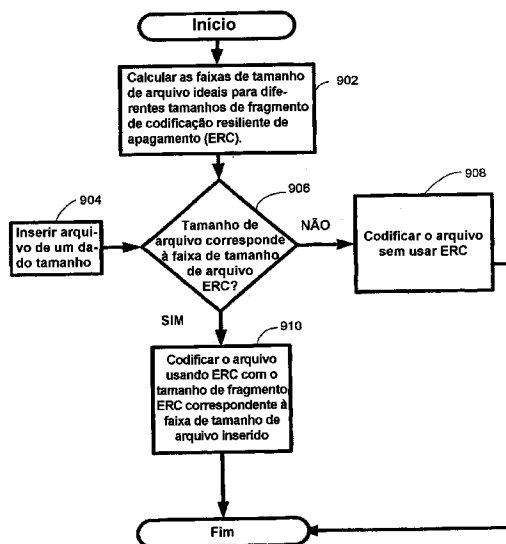 Início
Calcular as faixas de tamanho
de arquivo ideais para dife-
rentes tamanhos de fragmento
de codificação resiliente de
apagamento (ERC).
902
904
Inserir arqui-
vo de um da-
do tamanho
906
Tamanho de
arquivo corresponde
à faixa de tamanho
de arquivo
ERC?
NÃO
908
Codificar o arquivo
sem usar ERC
SIM
910
Codificar o arquivo
usando ERC com o
tamanho de fragmento
ERC correspondente à
faixa de tamanho de
arquivo inserido
Fim